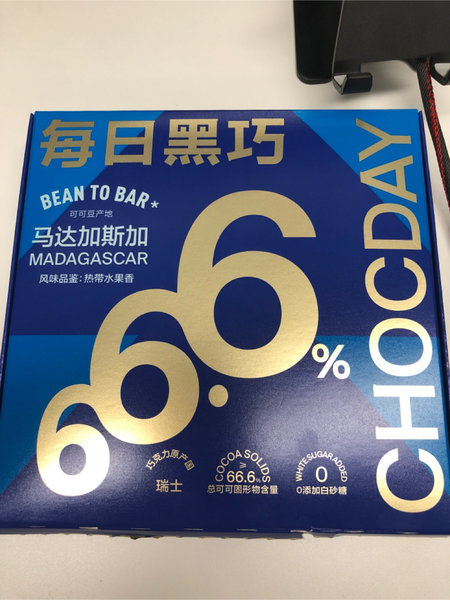 每日黑巧
CHOCDAY
BEAN TO BAR*
可可豆产地
马达加斯加
MADAGASCAR
风味品鉴：热带水果香
66.6%
巧克力原产国
瑞士
COCOA SOLIDS
≥
66.6%
总可可固形物含量
WHITE SUGAR ADDED
0
0添加白砂糖